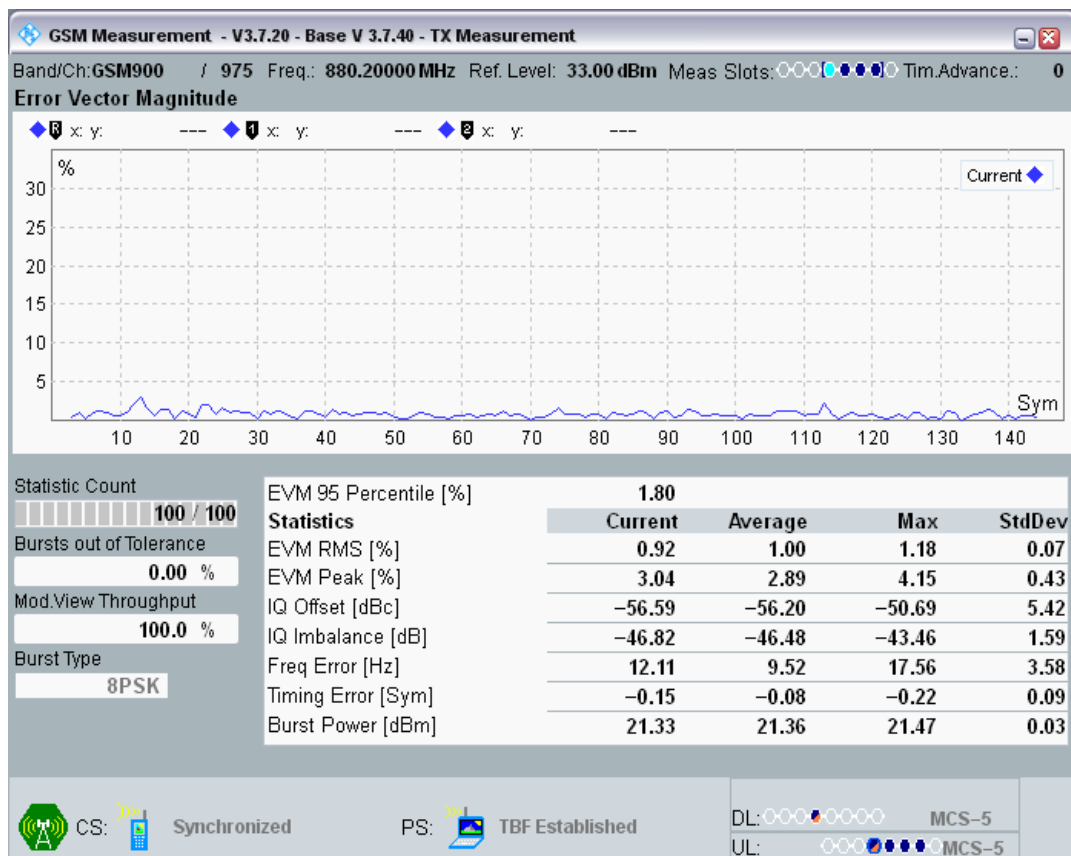 GSM Measurement - V3.7.20 - Base V 3.7.40 - TX Measurement
Band/Ch:GSM900 / 975 Freq.: 880.20000 MHz Ref. Level: 33.00 dBm Meas Slots: Tim.Advance.: 0
Error Vector Magnitude
R x: y: --- 1 x: y: --- 2 x: y: ---
%
Current
30
25
20
15
10
5
Sym
10 20 30 40 50 60 70 80 90 100 110 120 130 140
Statistic Count
100 / 100
Bursts out of Tolerance
0.00 %
Mod.View Throughput
100.0 %
Burst Type
8PSK
EVM 95 Percentile [%] 1.80
Statistics Current Average Max StdDev
EVM RMS [%] 0.92 1.00 1.18 0.07
EVM Peak [%] 3.04 2.89 4.15 0.43
IQ Offset [dBc] −56.59 −56.20 −50.69 5.42
IQ Imbalance [dB] −46.82 −46.48 −43.46 1.59
Freq Error [Hz] 12.11 9.52 17.56 3.58
Timing Error [Sym] −0.15 −0.08 −0.22 0.09
Burst Power [dBm] 21.33 21.36 21.47 0.03
CS: Synchronized PS: TBF Established
DL: MCS−5
UL: MCS−5